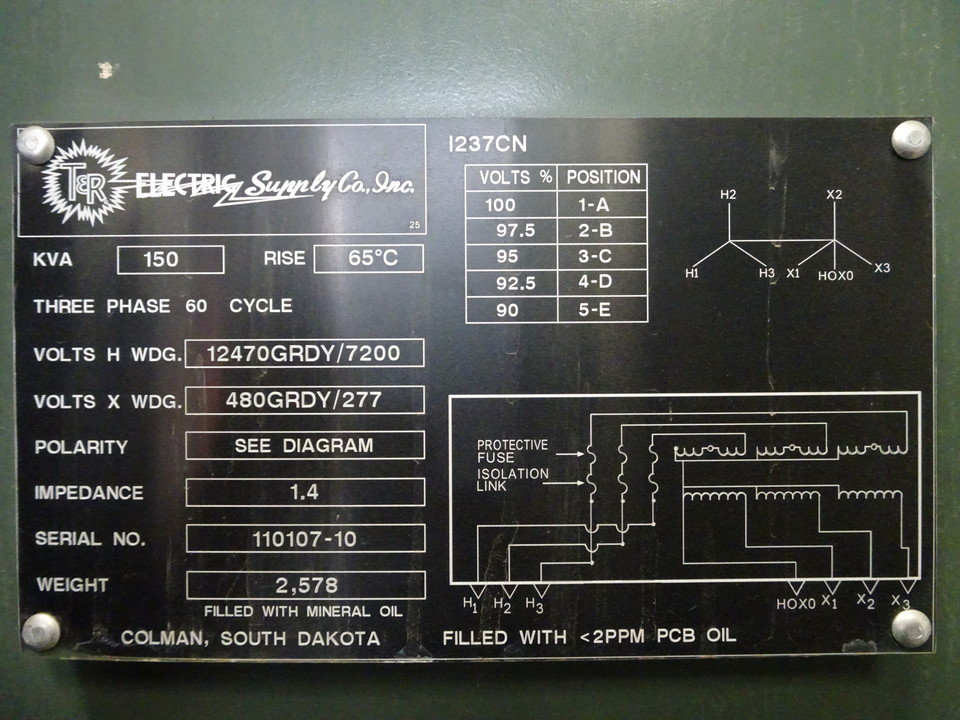 T&R ELECTRIC Supply Co., Inc.
25
KVA 150 RISE 65°C
THREE PHASE 60 CYCLE
VOLTS H WDG. 12470GRDY/7200
VOLTS X WDG. 480GRDY/277
POLARITY SEE DIAGRAM
IMPEDANCE 1.4
SERIAL NO. 110107-10
WEIGHT 2,578
FILLED WITH MINERAL OIL
COLMAN, SOUTH DAKOTA
1237CN
VOLTS % POSITION
100 1-A
97.5 2-B
95 3-C
92.5 4-D
90 5-E
H2 X2
H1 H3 X1 HOX0 X3
PROTECTIVE
FUSE
ISOLATION
LINK
H1 H2 H3 HOX0 X1 X2 X3
FILLED WITH <2PPM PCB OIL